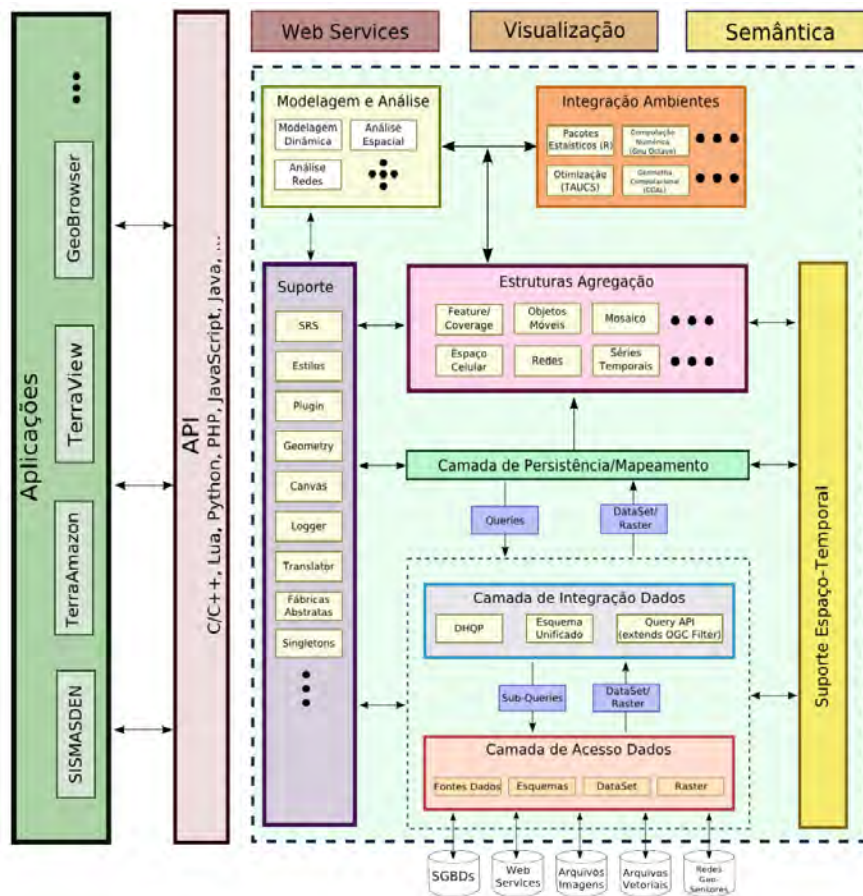 Web Services
Visualização
Semântica
Aplicações
GeoBrowser
TerraView
TerraAmazon
SISMASDEN
API
C/C++, Lua, Python, PHP, JavaScript, Java, ...
Modelagem e Análise
Modelagem
Dinâmica
Análise
Espacial
Análise
Redes
Integração Ambientes
Pacotes
Estaísticos (R)
Computação
Numérica
(Gnu Octave)
Otimização
(TAUCS)
Geometria
Computacional
(CGAL)
Suporte
SRS
Estilos
Plugin
Geometry
Canvas
Logger
Translator
Fábricas
Abstratas
Singletons
Estruturas Agregação
Feature/
Coverage
Objetos
Móveis
Mosaico
Espaço
Celular
Redes
Séries
Temporais
Camada de Persistência/Mapeamento
Queries
DataSet/
Raster
Camada de Integração Dados
DHQP
Esquema
Unificado
Query API
(extends OGC Filter)
Sub-Queries
DataSet/
Raster
Camada de Acesso Dados
Fontes Dados
Esquemas
DataSet
Raster
Suporte Espaço-Temporal
SGBDs
Web
Services
Arquivos
Imagens
Arquivos
Vetoriais
Redes
Geo-
Sensores